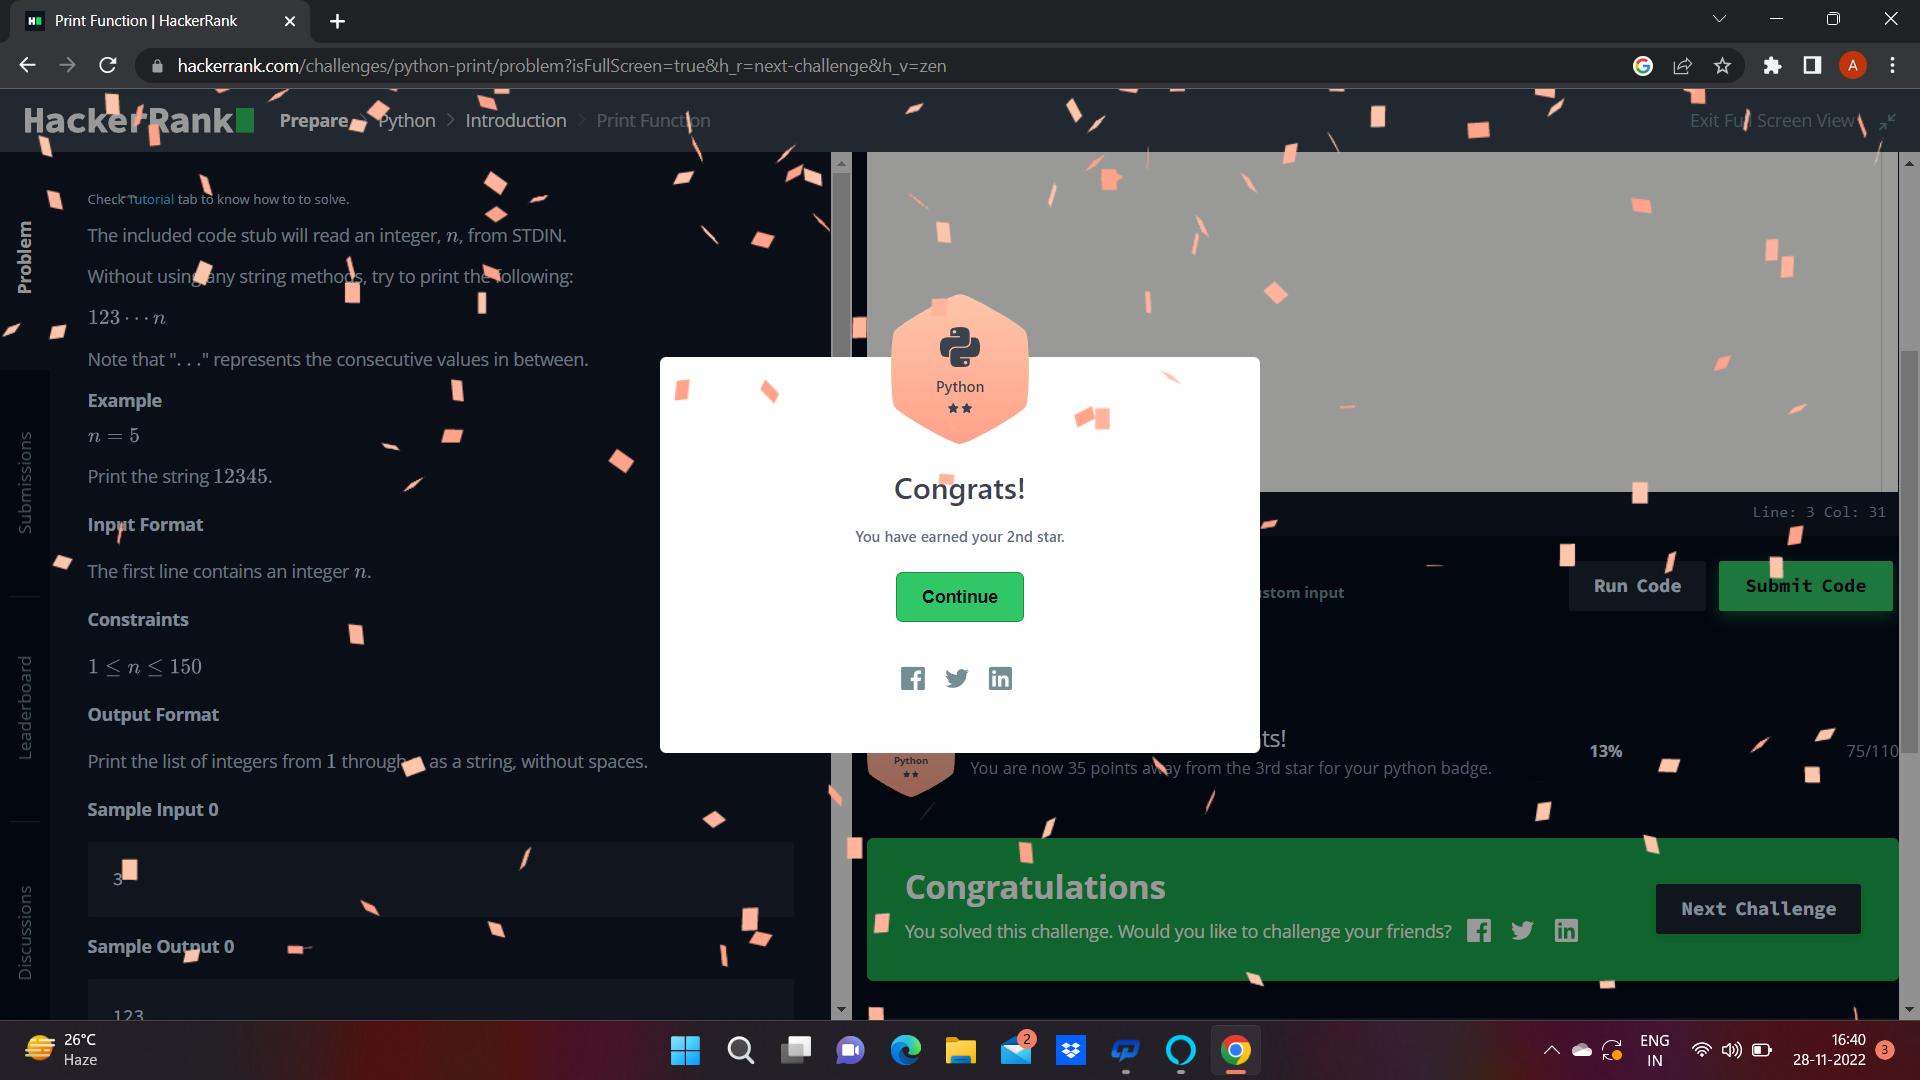 Print Function | HackerRank
hackerrank.com/challenges/python-print/problem?isFullScreen=true&h_r=next-challenge&h_v=zen
A
HackerRank
Prepare > Python > Introduction > Print Function
Exit Full Screen View
Problem
Submissions
Leaderboard
Discussions
Check Tutorial tab to know how to to solve.
The included code stub will read an integer, n, from STDIN.
Without using any string methods, try to print the following:
123 · · · n
Note that ". . ." represents the consecutive values in between.
Example
n = 5
Print the string 12345.
Input Format
The first line contains an integer n.
Constraints
1 ≤ n ≤ 150
Output Format
Print the list of integers from 1 through as a string, without spaces.
Sample Input 0
3
Sample Output 0
123
Python
Congrats!
You have earned your 2nd star.
Continue
Line: 3 Col: 31
stom input
Run Code
Submit Code
ts!
Python
You are now 35 points away from the 3rd star for your python badge.
13%
75/110
Congratulations
You solved this challenge. Would you like to challenge your friends?
Next Challenge
26°C
Haze
2
ENG
IN
16:40
28-11-2022
3